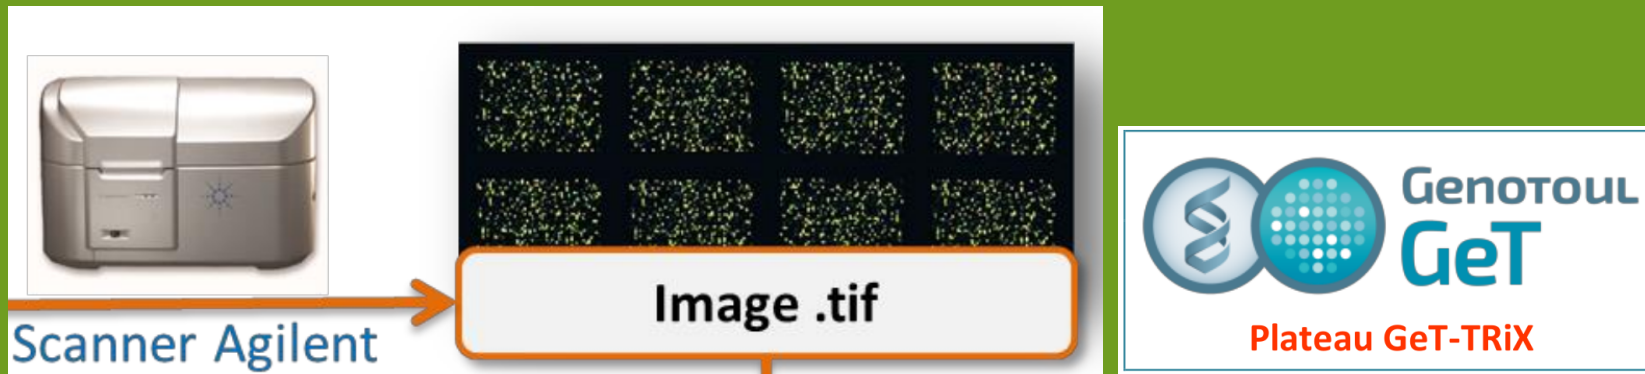 Scanner Agilent
Image .tif
GenoToul
GeT
Plateau GeT-TRiX